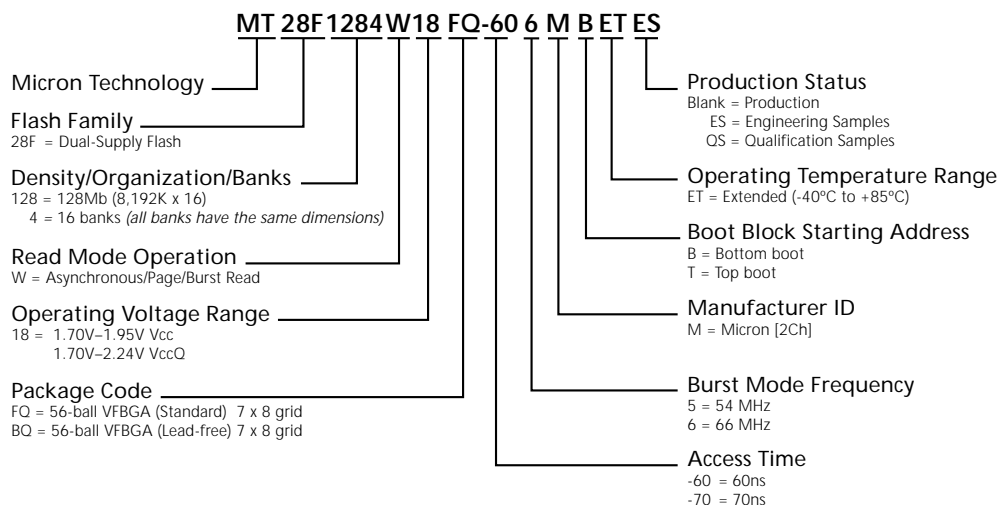 MT 28F 1284 W 18 FQ -60 6 M B ET ES
Micron Technology
Flash Family
28F = Dual-Supply Flash
Density/Organization/Banks
128 = 128Mb (8,192K x 16)
4 = 16 banks (all banks have the same dimensions)
Read Mode Operation
W = Asynchronous/Page/Burst Read
Operating Voltage Range
18 = 1.70V–1.95V Vcc
1.70V–2.24V VccQ
Package Code
FQ = 56-ball VFBGA (Standard) 7 x 8 grid
BQ = 56-ball VFBGA (Lead-free) 7 x 8 grid
Production Status
Blank = Production
ES = Engineering Samples
QS = Qualification Samples
Operating Temperature Range
ET = Extended (-40ºC to +85ºC)
Boot Block Starting Address
B = Bottom boot
T = Top boot
Manufacturer ID
M = Micron [2Ch]
Burst Mode Frequency
5 = 54 MHz
6 = 66 MHz
Access Time
-60 = 60ns
-70 = 70ns